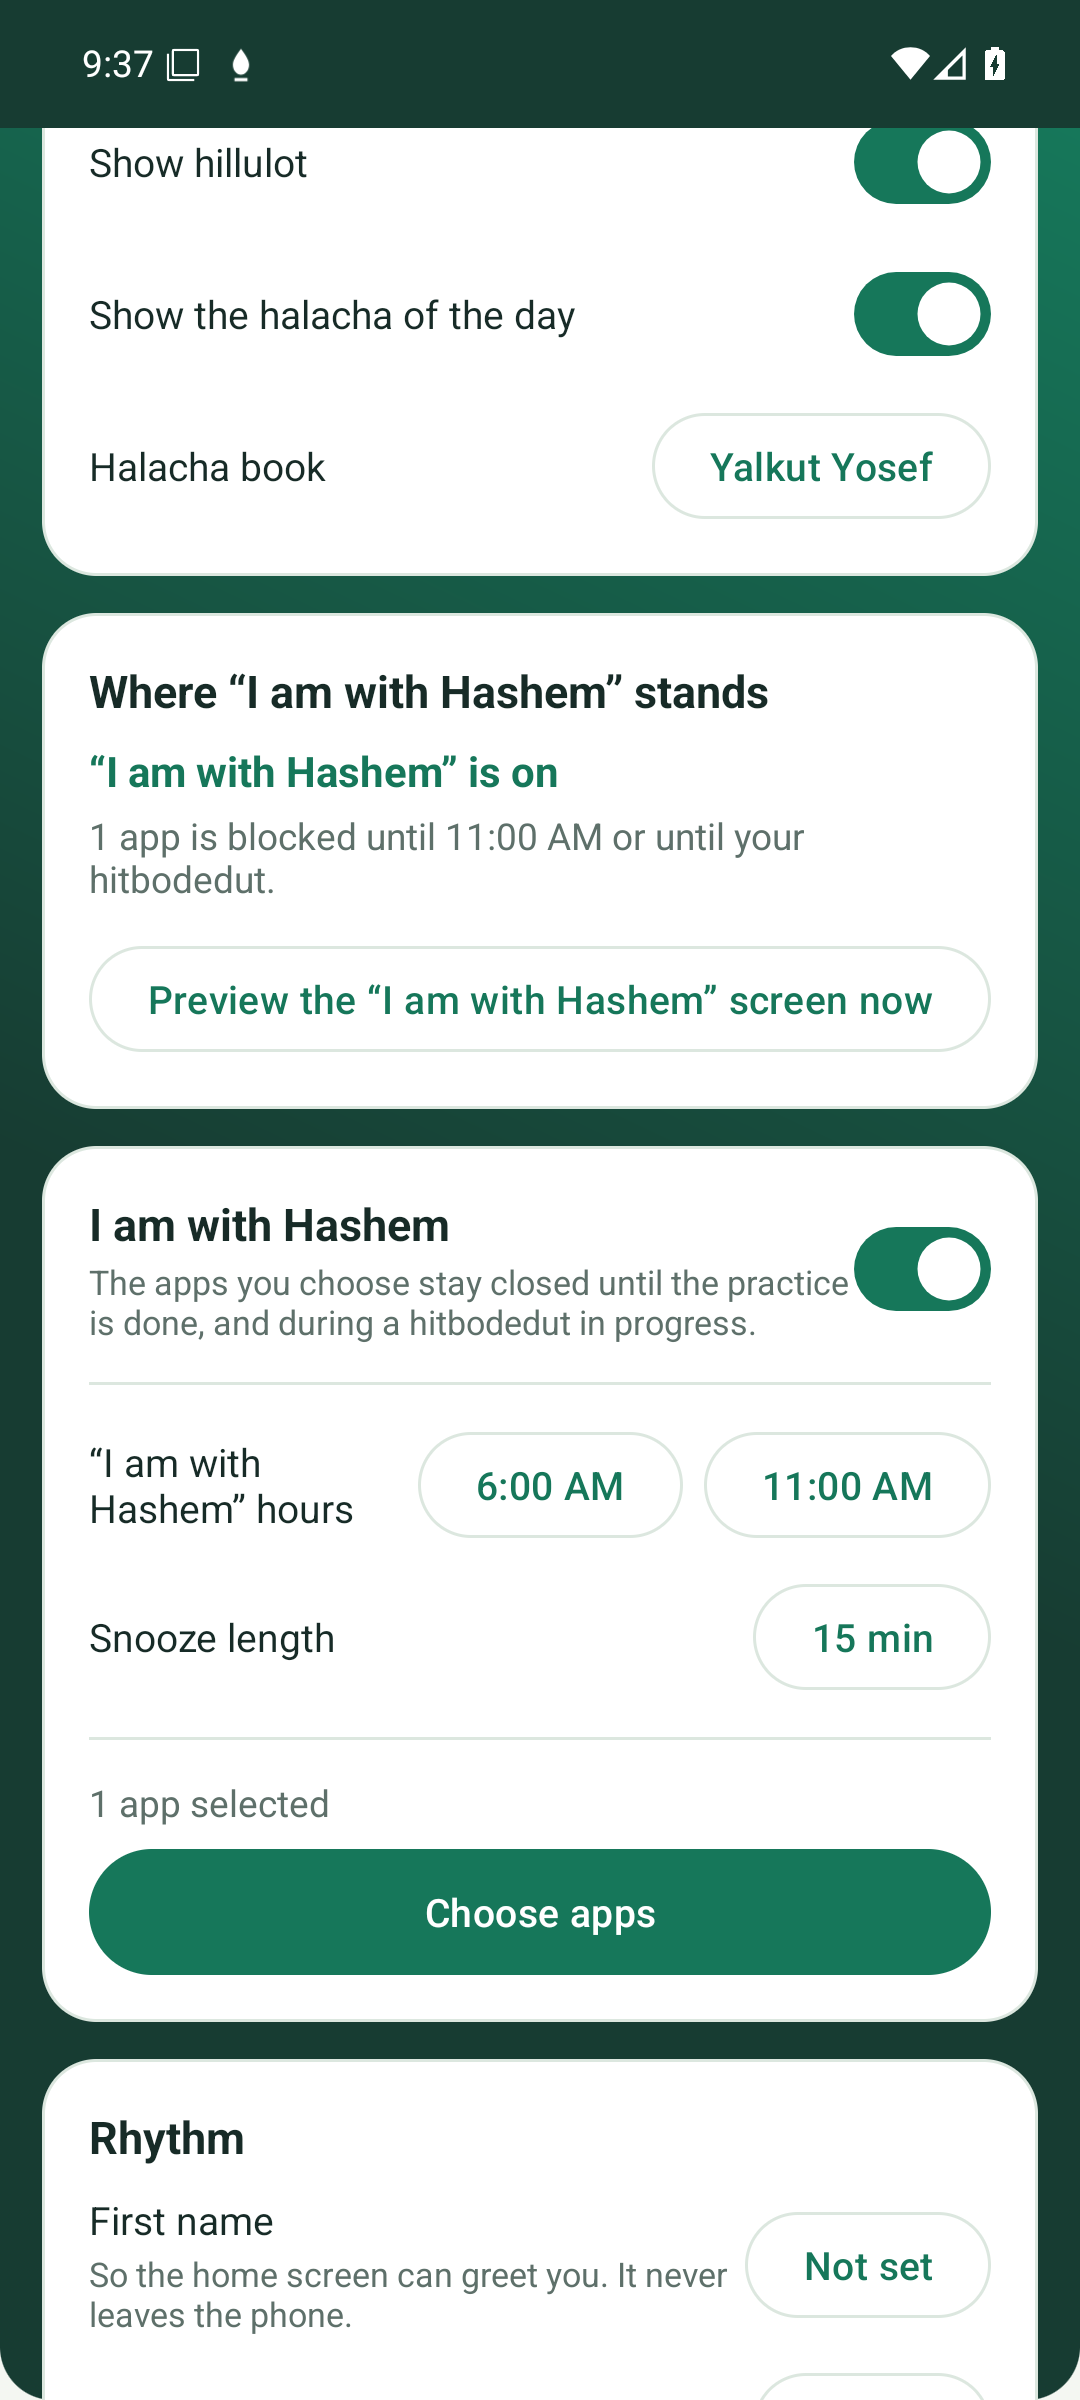 9:37
Show hillulot
Show the halacha of the day
Halacha book
Yalkut Yosef
Where “I am with Hashem” stands
“I am with Hashem” is on
1 app is blocked until 11:00 AM or until your
hitbodedut.
Preview the “I am with Hashem” screen now
I am with Hashem
The apps you choose stay closed until the practice
is done, and during a hitbodedut in progress.
“I am with
Hashem” hours
6:00 AM
11:00 AM
Snooze length
15 min
1 app selected
Choose apps
Rhythm
First name
So the home screen can greet you. It never
leaves the phone.
Not set